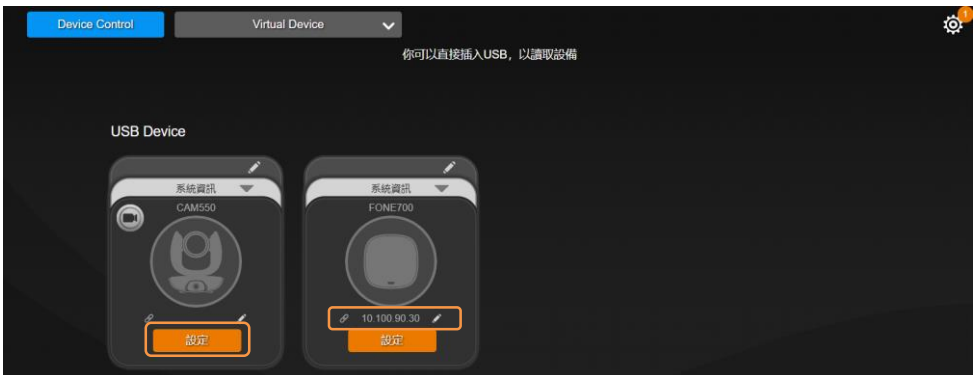 Device Control
Virtual Device
1
你可以直接插入USB，以讀取設備
USB Device
系統資訊
系統資訊
CAM550
FONE700
10.100.90.30
設定
設定